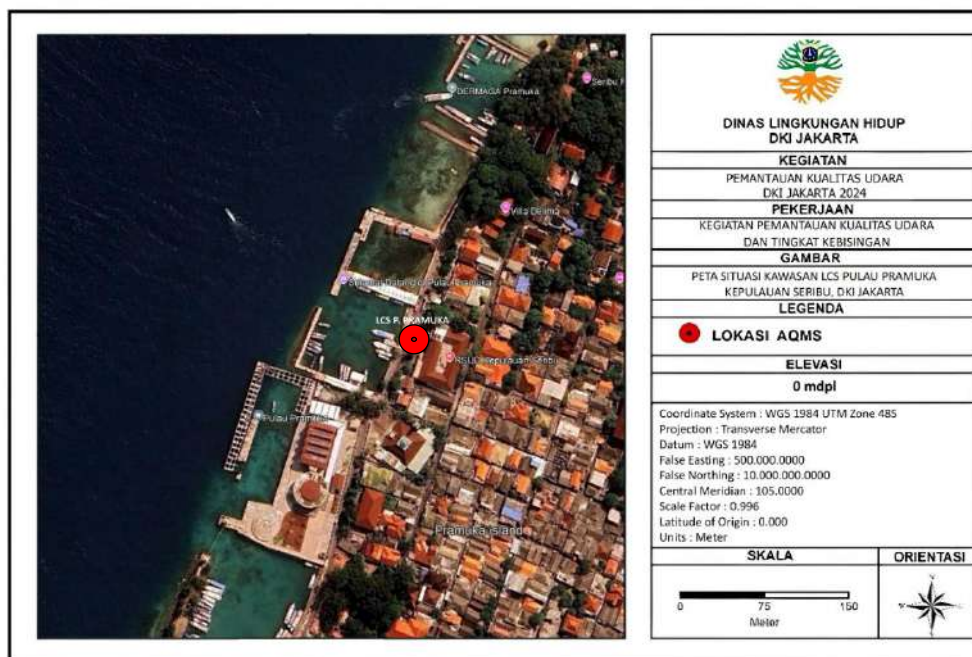 DERMAGA Pramuka
Villa Delima
LCS P. PRAMUKA
Pulau Pramuka
Pramuka island
DINAS LINGKUNGAN HIDUP
DKI JAKARTA
KEGIATAN
PEMANTAUAN KUALITAS UDARA
DKI JAKARTA 2024
PEKERJAAN
KEGIATAN PEMANTAUAN KUALITAS UDARA
DAN TINGKAT KEBISINGAN
GAMBAR
PETA SITUASI KAWASAN LCS PULAU PRAMUKA
KEPULAUAN SERIBU, DKI JAKARTA
LEGENDA
LOKASI AQMS
ELEVASI
0 mdpl
Coordinate System : WGS 1984 UTM Zone 48S
Projection : Transverse Mercator
Datum : WGS 1984
False Easting : 500.000.0000
False Northing : 10.000.000.0000
Central Meridian : 105.0000
Scale Factor : 0.996
Latitude of Origin : 0.000
Units : Meter
SKALA
0 75 150
Meter
ORIENTASI